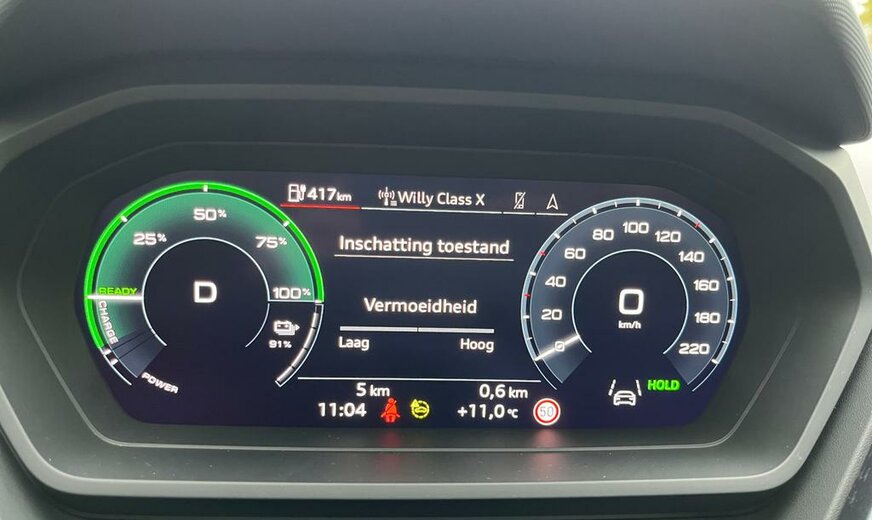 417 km
Willy Class X
Inschatting toestand
Vermoeidheid
Laag Hoog
5 km 0,6 km
11:04 +11,0 °C 50
25% 50% 75% 100%
READY
CHARGE
POWER
D
91%
0 20 40 60 80 100 120 140 160 180 220
0
km/h
HOLD